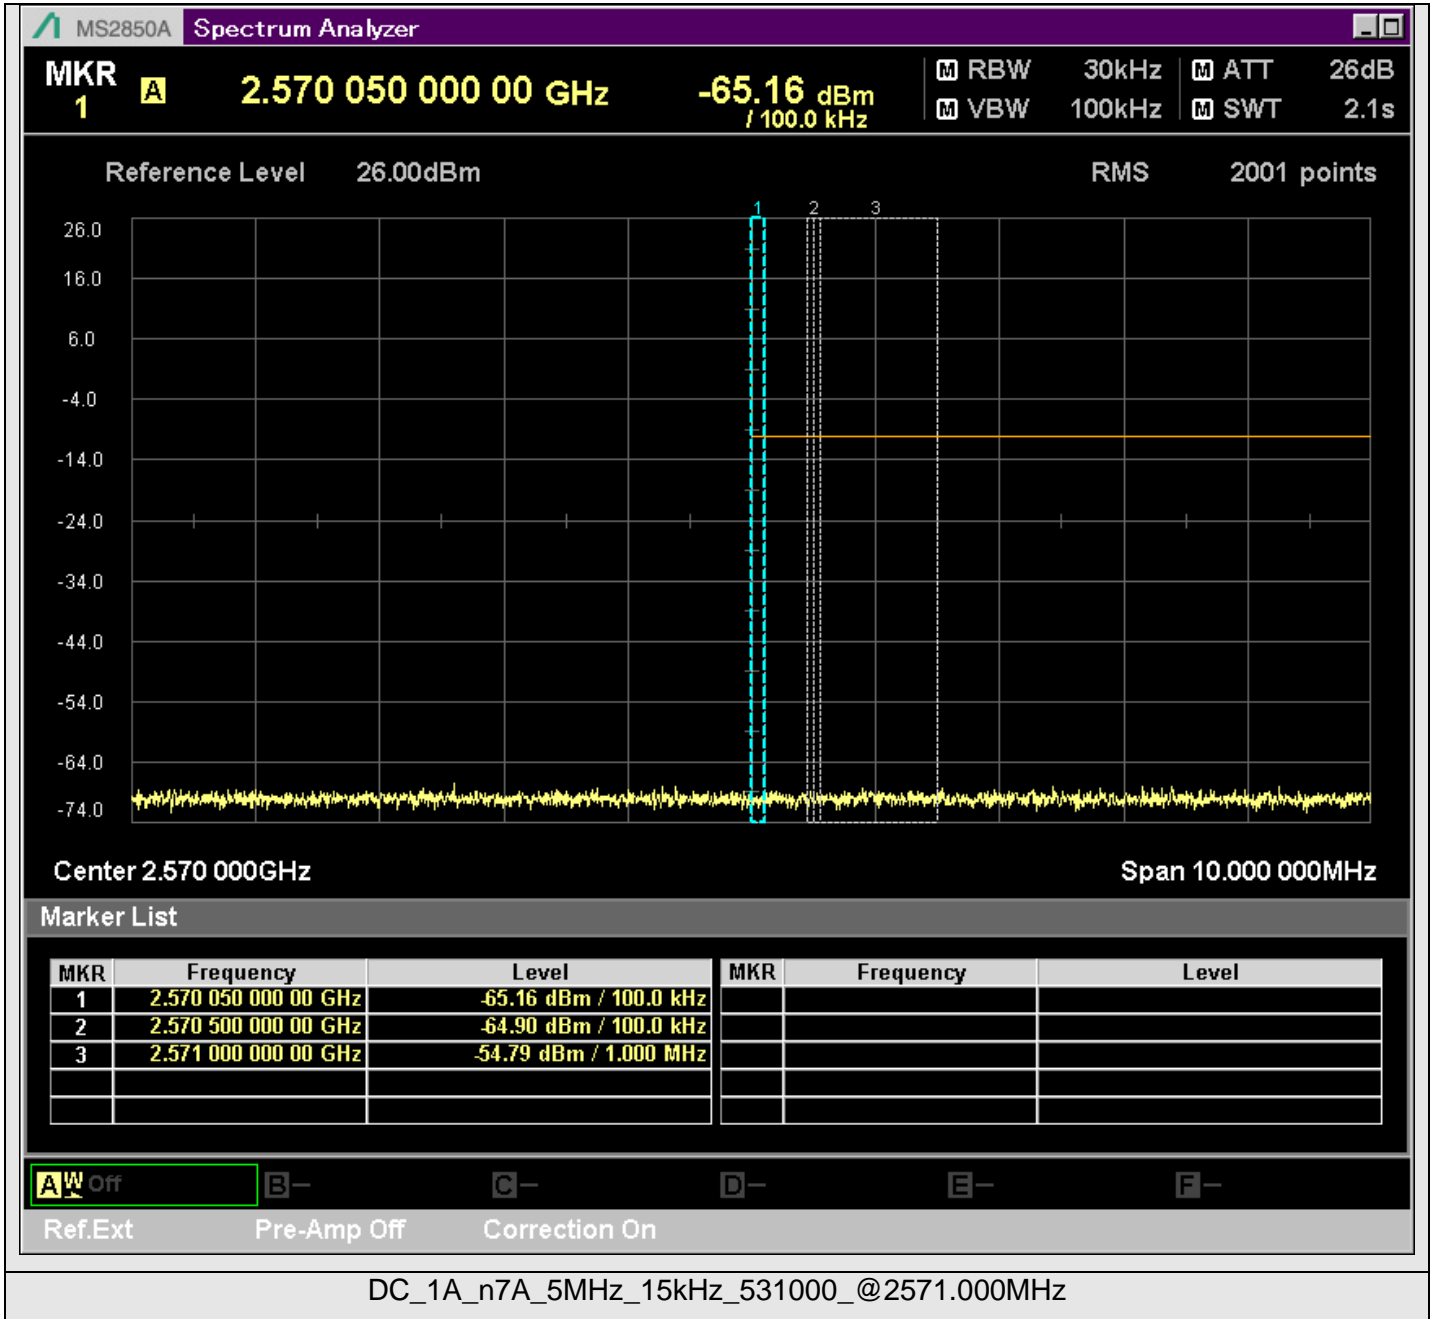 MS2850A Spectrum Analyzer
MKR 1 A 2.570 050 000 00 GHz -65.16 dBm / 100.0 kHz
M RBW 30kHz M ATT 26dB
M VBW 100kHz M SWT 2.1s
Reference Level 26.00dBm RMS 2001 points
1 2 3
26.0
16.0
6.0
-4.0
-14.0
-24.0
-34.0
-44.0
-54.0
-64.0
-74.0
Center 2.570 000GHz Span 10.000 000MHz
Marker List
MKR Frequency Level MKR Frequency Level
1 2.570 050 000 00 GHz -65.16 dBm / 100.0 kHz
2 2.570 500 000 00 GHz -64.90 dBm / 100.0 kHz
3 2.571 000 000 00 GHz -54.79 dBm / 1.000 MHz
A W Off B - C - D - E - F -
Ref.Ext Pre-Amp Off Correction On
DC_1A_n7A_5MHz_15kHz_531000_@2571.000MHz